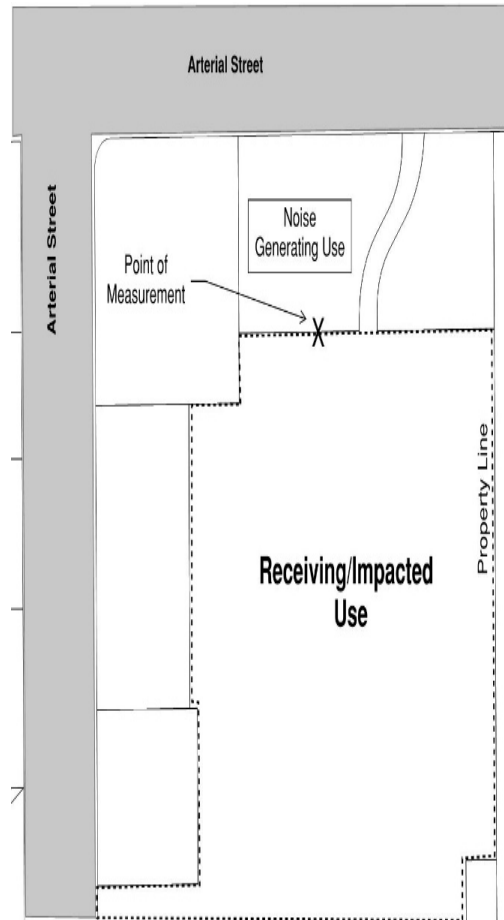 Arterial Street
Arterial Street
Noise
Generating Use
Point of
Measurement
Property Line
Receiving/Impacted
Use